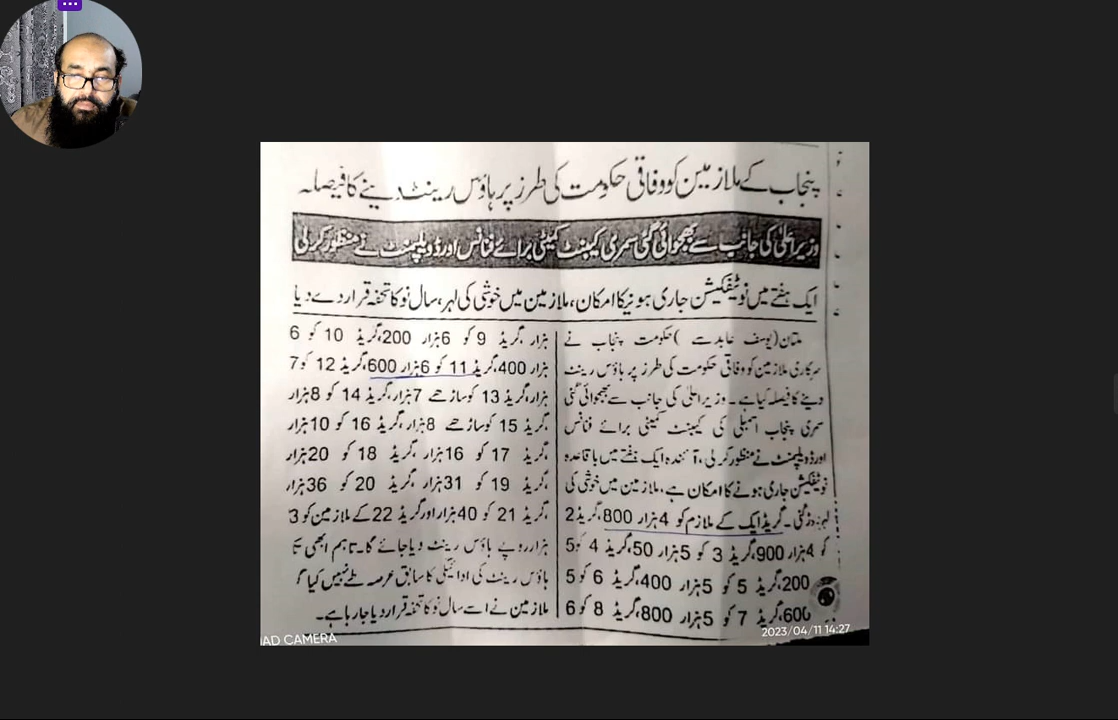 پنجاب کے ملازمین کو وفاقی حکومت کی طرز پر ہاؤس رینٹ دینے کا فیصلہ
وزیراعلیٰ کی جانب سے بھجوائی گئی سمری کیبنٹ کمیٹی برائے فنانس اور ڈویلپمنٹ نے منظور کرلی
ایک ہفتے میں نوٹیفکیشن جاری ہونیکا امکان، ملازمین میں خوشی کی لہر، سال نو کا تحفہ قرار دے دیا
ملتان (یوسف عابد سے) حکومت پنجاب نے
سرکاری ملازمین کو وفاقی حکومت کی طرز پر ہاؤس رینٹ
دینے کا فیصلہ کیا ہے۔ وزیراعلیٰ کی جانب سے بھجوائی گئی
سمری پنجاب اسمبلی کی کیبنٹ کمیٹی برائے فنانس
اور ڈویلپمنٹ نے منظور کرلی، آئندہ ایک ہفتے میں باقاعدہ
نوٹیفکیشن جاری ہونے کا امکان ہے، ملازمین میں خوشی کی
لہر دوڑ گئی۔ گریڈ ایک کے ملازم کو 4 ہزار 800، گریڈ 2
کو 4 ہزار 900، گریڈ 3 کو 5 ہزار 50، گریڈ 4 کو 5
200، گریڈ 5 کو 5 ہزار 400، گریڈ 6 کو 5
600، گریڈ 7 کو 5 ہزار 800، گریڈ 8 کو 6
ہزار، گریڈ 9 کو 6 ہزار 200، گریڈ 10 کو 6
ہزار 400، گریڈ 11 کو 6 ہزار 600، گریڈ 12 کو 7
ہزار، گریڈ 13 کو ساڑھے 7 ہزار، گریڈ 14 کو 8 ہزار
گریڈ 15 کو ساڑھے 8 ہزار، گریڈ 16 کو 10 ہزار
گریڈ 17 کو 16 ہزار، گریڈ 18 کو 20 ہزار
گریڈ 19 کو 31 ہزار، گریڈ 20 کو 36 ہزار،
گریڈ 21 کو 40 ہزار اور گریڈ 22 کے ملازمین کو 3
ہزار روپے ہاؤس رینٹ دیا جائے گا۔ تاہم ابھی تک
ہاؤس رینٹ کی ادائیگی کا سابق عرصہ طے نہیں کیا گیا
ملازمین نے اسے سال نو کا تحفہ قرار دیا جا رہا ہے۔
AD CAMERA
2023/04/11 14:27